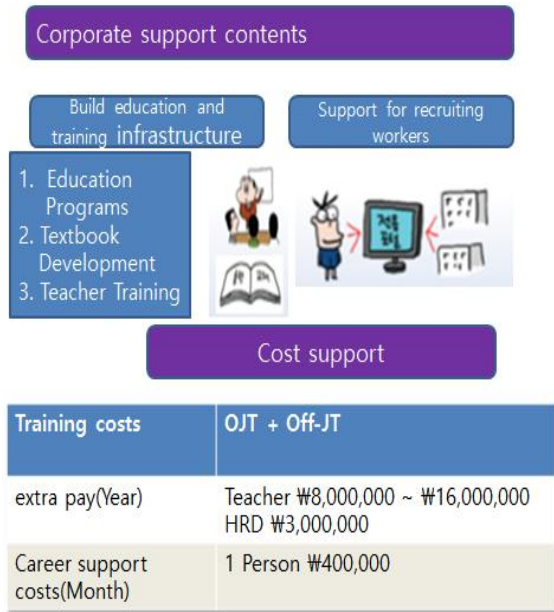 Corporate support contents
Build education and
training infrastructure
Support for recruiting
workers
1. Education
Programs
2. Textbook
Development
3. Teacher Training
Cost support
Training costs
OJT + Off-JT
extra pay(Year)
Teacher ₩8,000,000 ~ ₩16,000,000
HRD ₩3,000,000
Career support
costs(Month)
1 Person ₩400,000